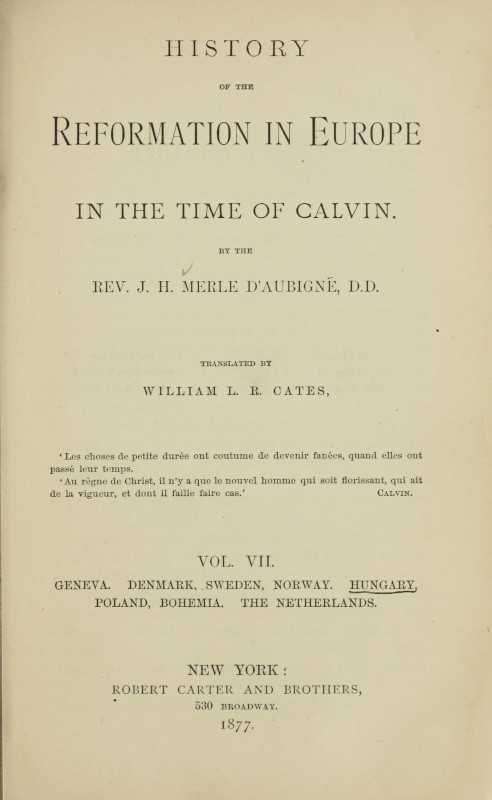 HISTORY
OF THE
REFORMATION IN EUROPE
IN THE TIME OF CALVIN.
BY THE
REV. J. H. MERLE D'AUBIGNÉ, D.D.
TRANSLATED BY
WILLIAM L. R. CATES,
'Les choses de petite durée ont coutume de devenir fanées, quand elles ont
passé leur temps.
'Au règne de Christ, il n'y a que le nouvel homme qui soit florissant, qui ait
de la vigueur, et dont il faille faire cas.' CALVIN.
VOL. VII.
GENEVA. DENMARK, SWEDEN, NORWAY. HUNGARY,
POLAND, BOHEMIA. THE NETHERLANDS.
NEW YORK:
ROBERT CARTER AND BROTHERS,
530 BROADWAY.
1877.